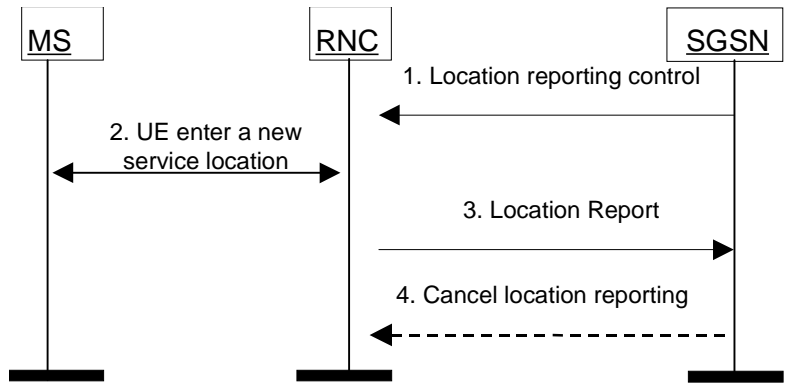 MS
RNC
SGSN
1. Location reporting control
2. UE enter a new
service location
3. Location Report
4. Cancel location reporting